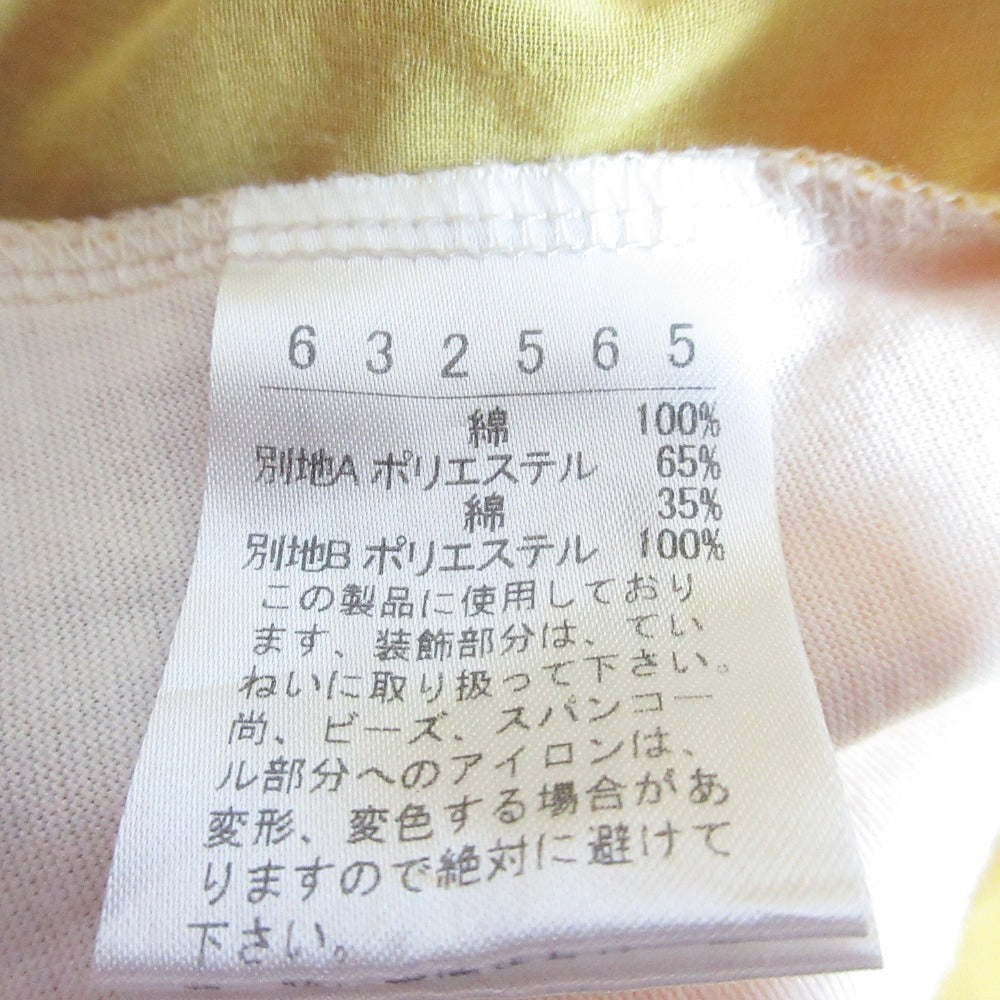 6 3 2 5 6 5
綿 100%
別地A ポリエステル 65%
綿 35%
別地B ポリエステル 100%
この製品に使用しており
ます、装飾部分は、てい
ねいに取り扱って下さい。
尚、ビーズ、スパンコー
ル部分へのアイロンは、
変形、変色する場合があ
りますので絶対に避けて
下さい。